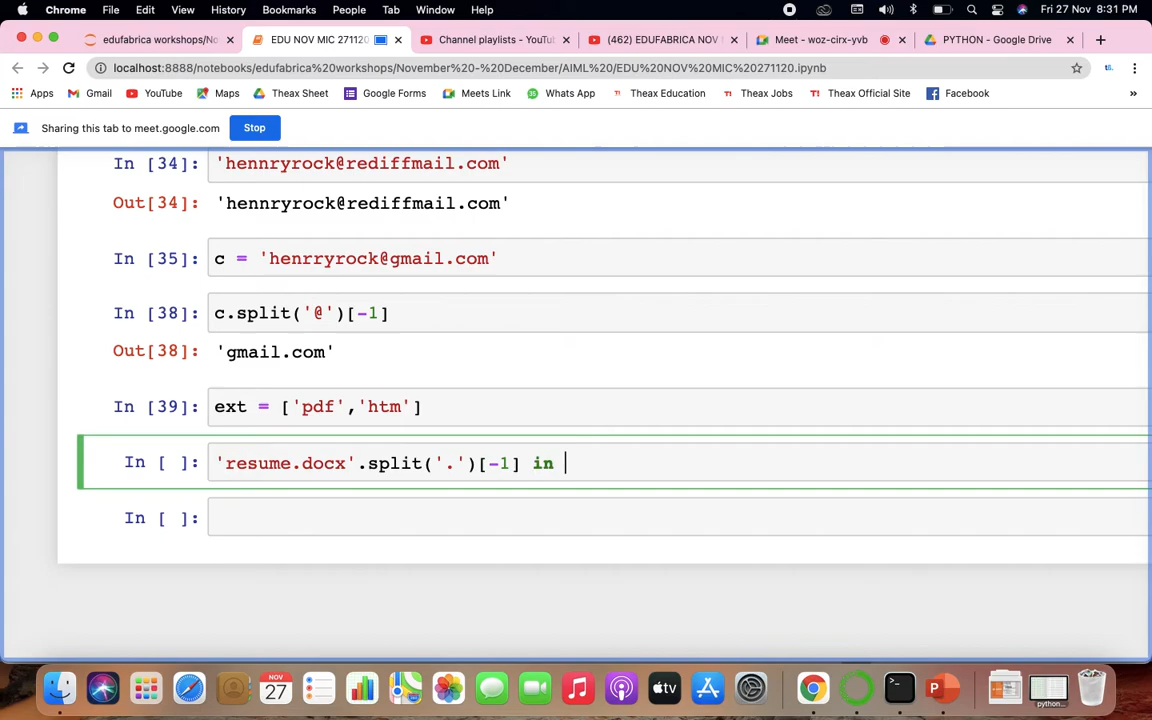 Chrome File Edit View History Bookmarks People Tab Window Help Fri 27 Nov 8:31 PM
edufabrica workshops/No EDU NOV MIC 271120 Channel playlists - YouTu (462) EDUFABRICA NOV Meet - woz-cirx-yvb PYTHON - Google Drive
localhost:8888/notebooks/edufabrica%20workshops/November%20-%20December/AIML%20/EDU%20NOV%20MIC%20271120.ipynb
Apps Gmail YouTube Maps Theax Sheet Google Forms Meets Link Whats App Theax Education Theax Jobs Theax Official Site Facebook »
Sharing this tab to meet.google.com Stop
In [34]: 'hennryrock@rediffmail.com'
Out[34]: 'hennryrock@rediffmail.com'
In [35]: c = 'henrryrock@gmail.com'
In [38]: c.split('@')[-1]
Out[38]: 'gmail.com'
In [39]: ext = ['pdf','htm']
In [ ]: 'resume.docx'.split('.')[-1] in
In [ ]:
NOV
27
tv
P
python...